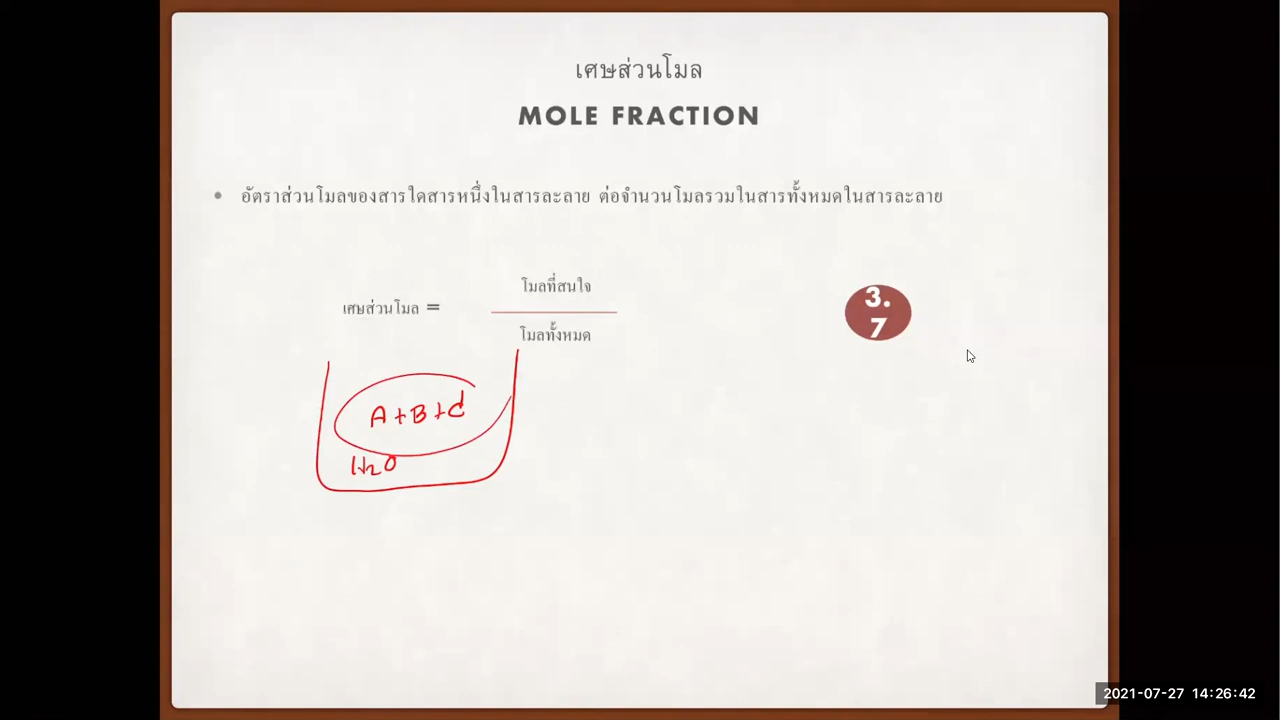 เศษส่วนโมล
MOLE FRACTION
• อัตราส่วนโมลของสารใดสารหนึ่งในสารละลาย ต่อจำนวนโมลรวมในสารทั้งหมดในสารละลาย
โมลที่สนใจ
เศษส่วนโมล =
โมลทั้งหมด
3.
7
A+B+C
H2O
2021-07-27 14:26:42